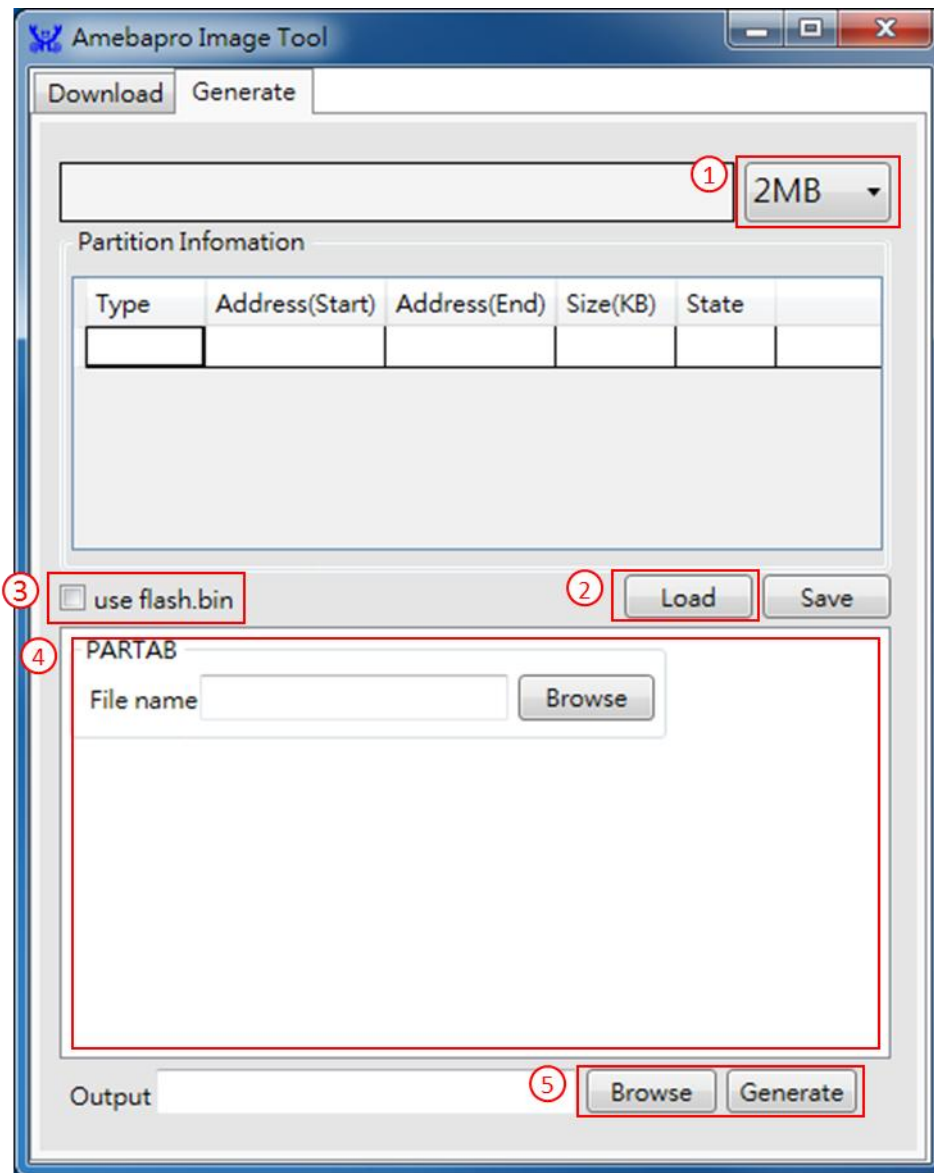 Amebapro Image Tool
Download Generate
① 2MB
Partition Infomation
Type Address(Start) Address(End) Size(KB) State
③ use flash.bin ② Load Save
④ PARTAB
File name Browse
Output ⑤ Browse Generate